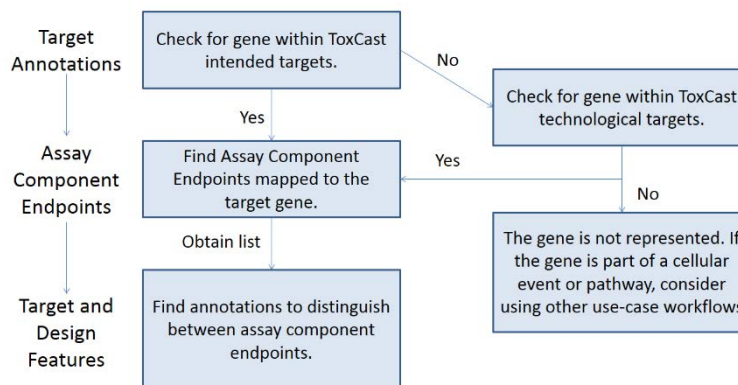 Target
Annotations
Check for gene within ToxCast
intended targets.
No
Check for gene within ToxCast
technological targets.
Yes
Assay
Component
Endpoints
Find Assay Component
Endpoints mapped to the
target gene.
Yes
No
Obtain list
The gene is not represented. If
the gene is part of a cellular
event or pathway, consider
using other use-case workflows
Target and
Design
Features
Find annotations to distinguish
between assay component
endpoints.